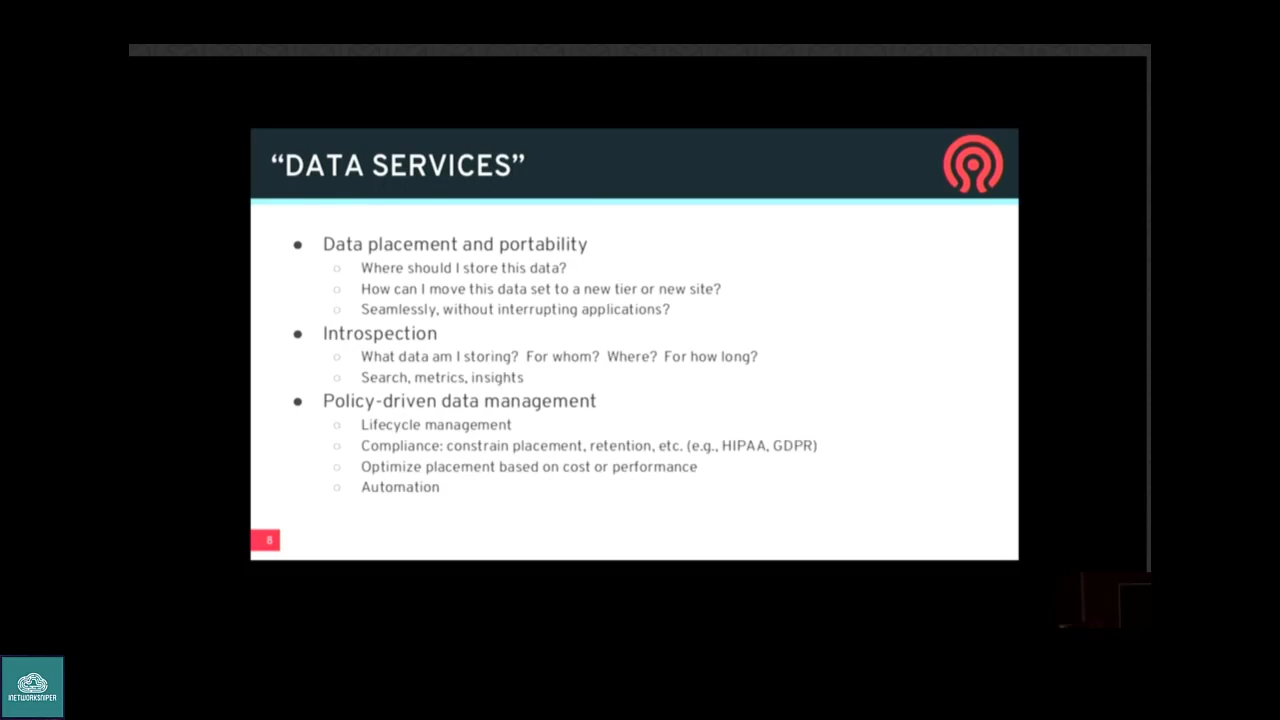 “DATA SERVICES”
● Data placement and portability
○ Where should I store this data?
○ How can I move this data set to a new tier or new site?
○ Seamlessly, without interrupting applications?
● Introspection
○ What data am I storing? For whom? Where? For how long?
○ Search, metrics, insights
● Policy-driven data management
○ Lifecycle management
○ Compliance: constrain placement, retention, etc. (e.g., HIPAA, GDPR)
○ Optimize placement based on cost or performance
○ Automation
8
INETWORKSNIPER